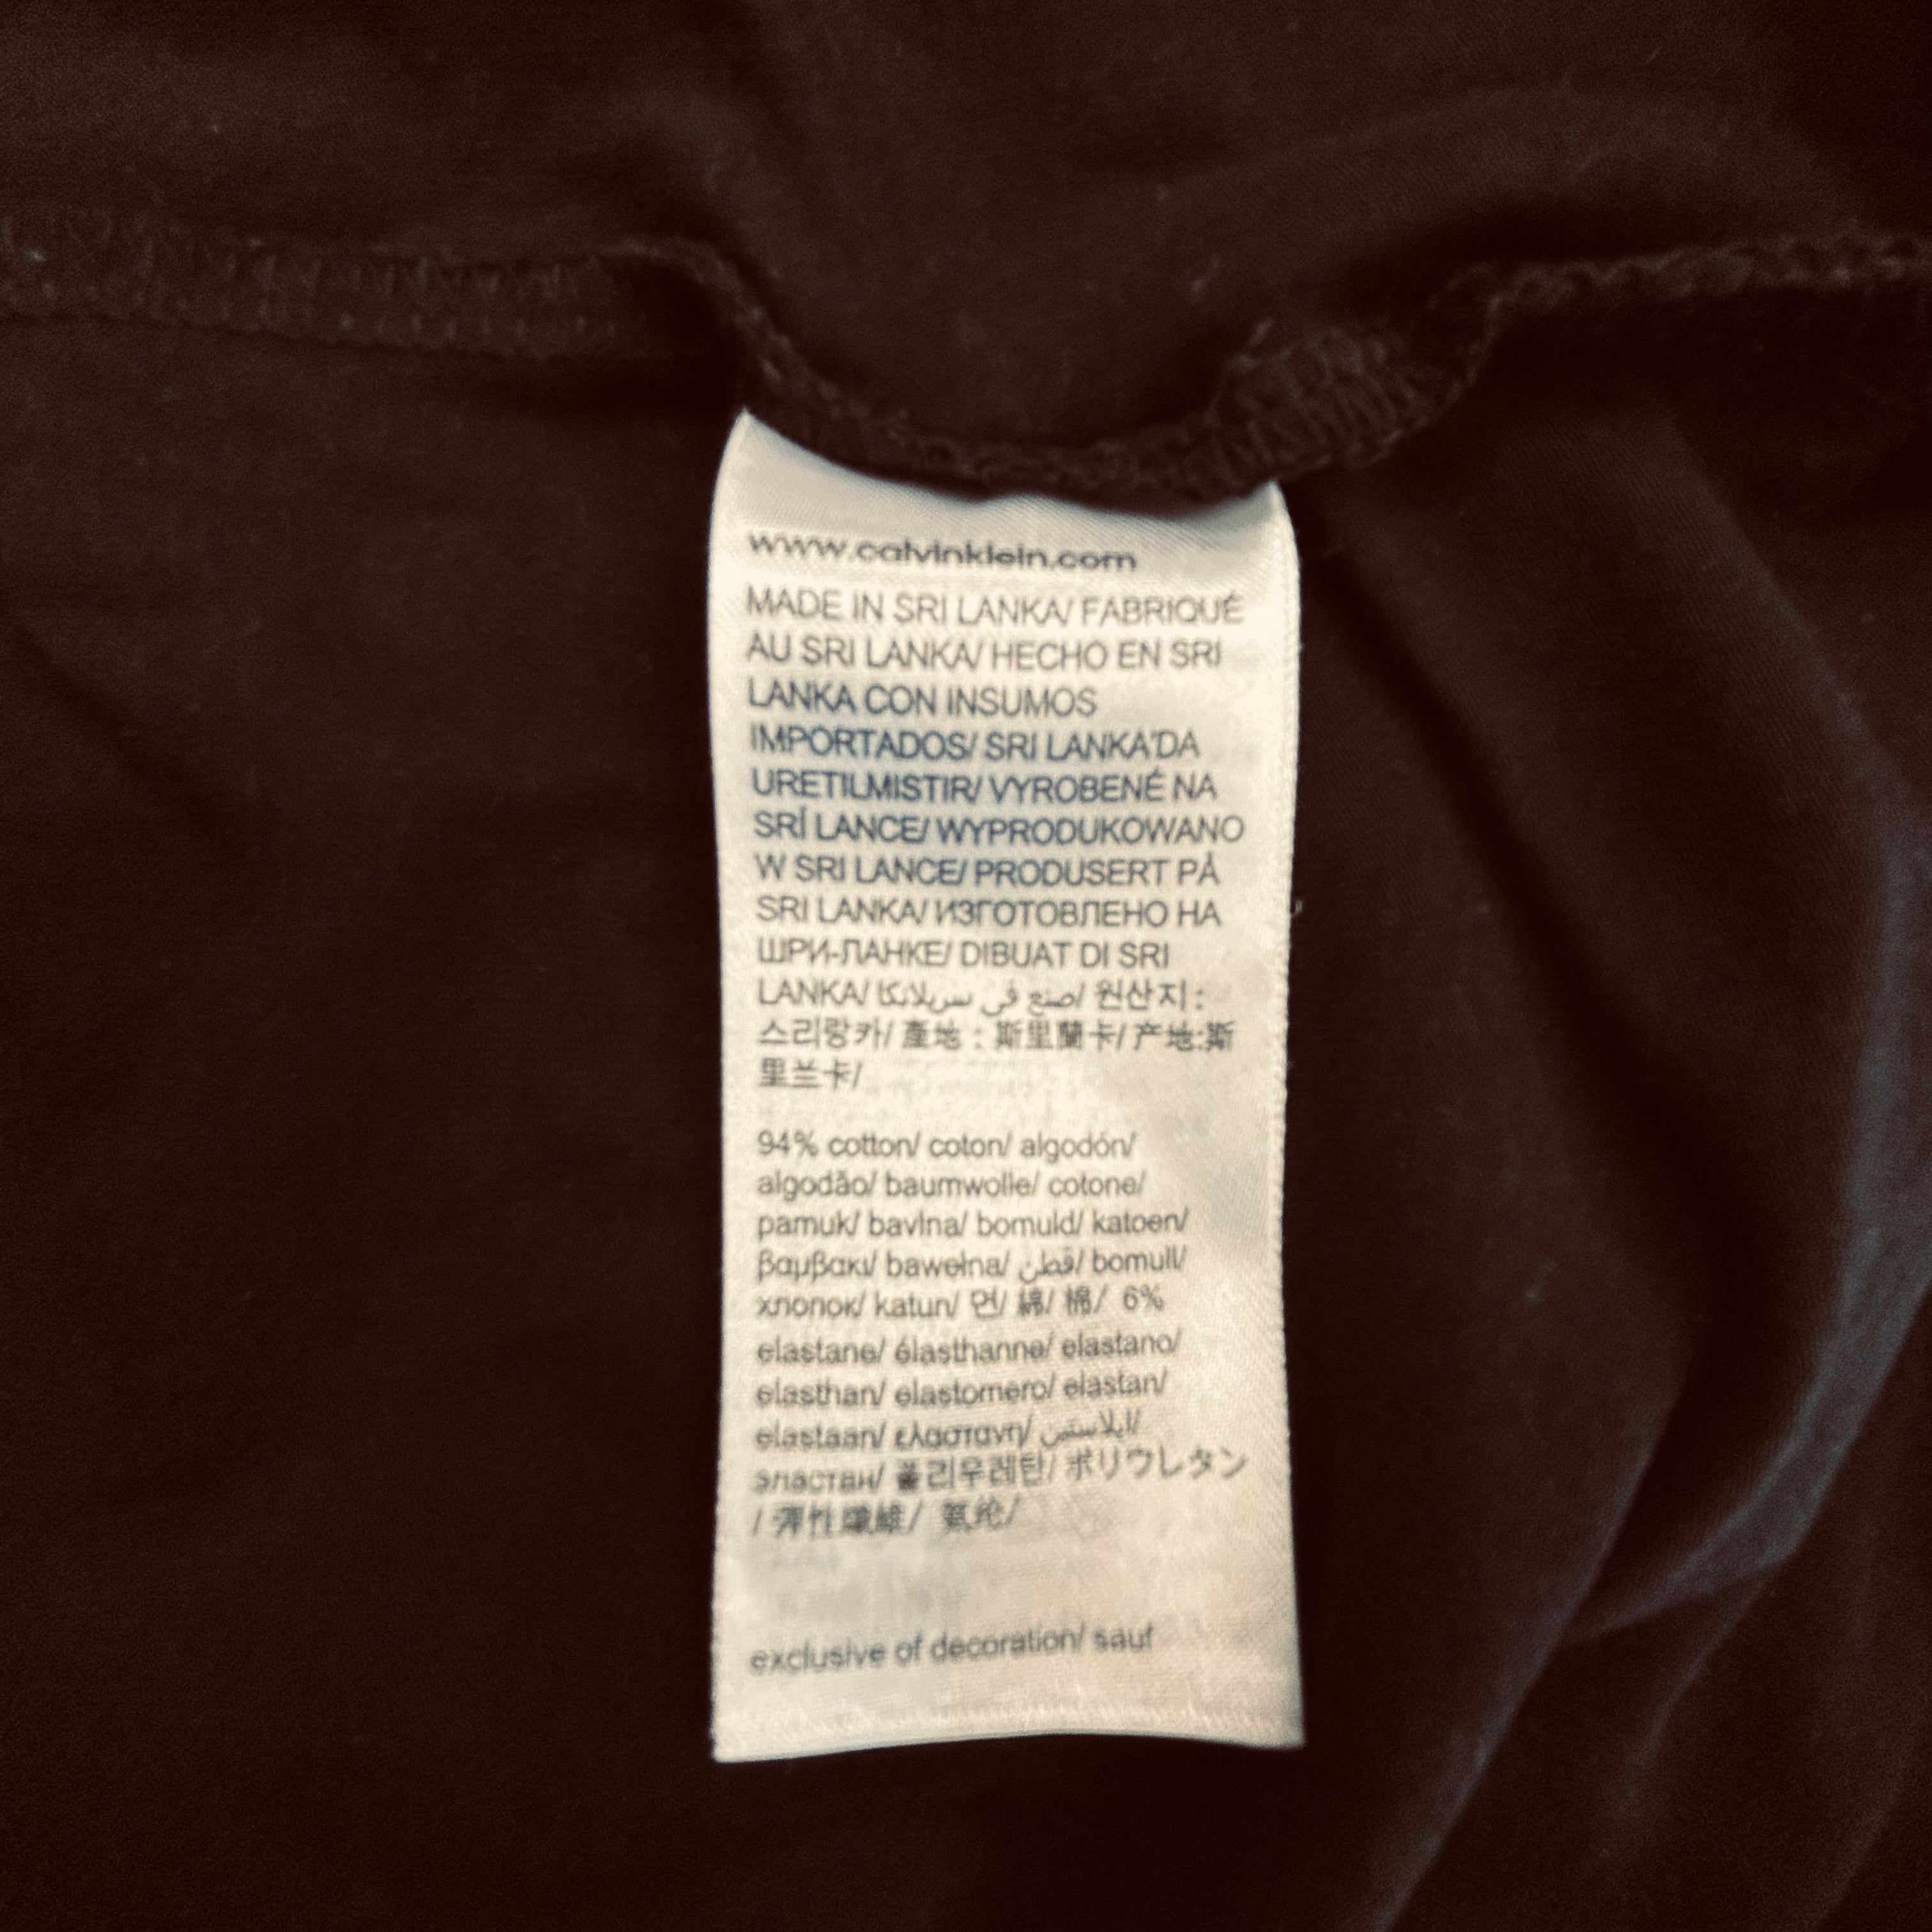 www.calvinklein.com
MADE IN SRI LANKA/ FABRIQUÉ
AU SRI LANKA/ HECHO EN SRI
LANKA CON INSUMOS
IMPORTADOS/ SRI LANKA'DA
URETILMISTIR/ VYROBENÉ NA
SRÍ LANCE/ WYPRODUKOWANO
W SRI LANCE/ PRODUSERT PÅ
SRI LANKA/ ИЗГОТОВЛЕНО НА
ШРИ-ЛАНКЕ/ DIBUAT DI SRI
LANKA/ صنع في سريلانكا/ 원산지 :
스리랑카/ 產地 : 斯里蘭卡/ 产地:斯
里兰卡/
94% cotton/ coton/ algodón/
algodão/ baumwolle/ cotone/
pamuk/ bavlna/ bomuld/ katoen/
βαμβακι/ bawełna/ قطن/ bomull/
хлопок/ katun/ 면/ 綿/ 棉/ 6%
elastane/ élasthanne/ elastano/
elasthan/ elastomero/ elastan/
elastaan/ ελαστανη/ ايلاستين/
эластан/ 폴리우레탄/ ポリウレタン
/ 彈性纖維/ 氨纶/
exclusive of decoration/ sauf